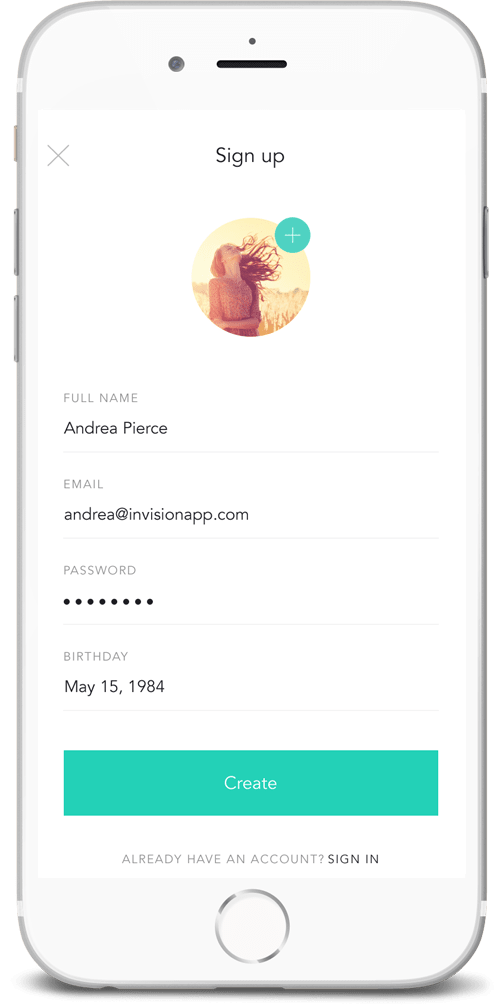 Sign up
FULL NAME
Andrea Pierce
EMAIL
andrea@invisionapp.com
PASSWORD
••••••••
BIRTHDAY
May 15, 1984
Create
ALREADY HAVE AN ACCOUNT? SIGN IN